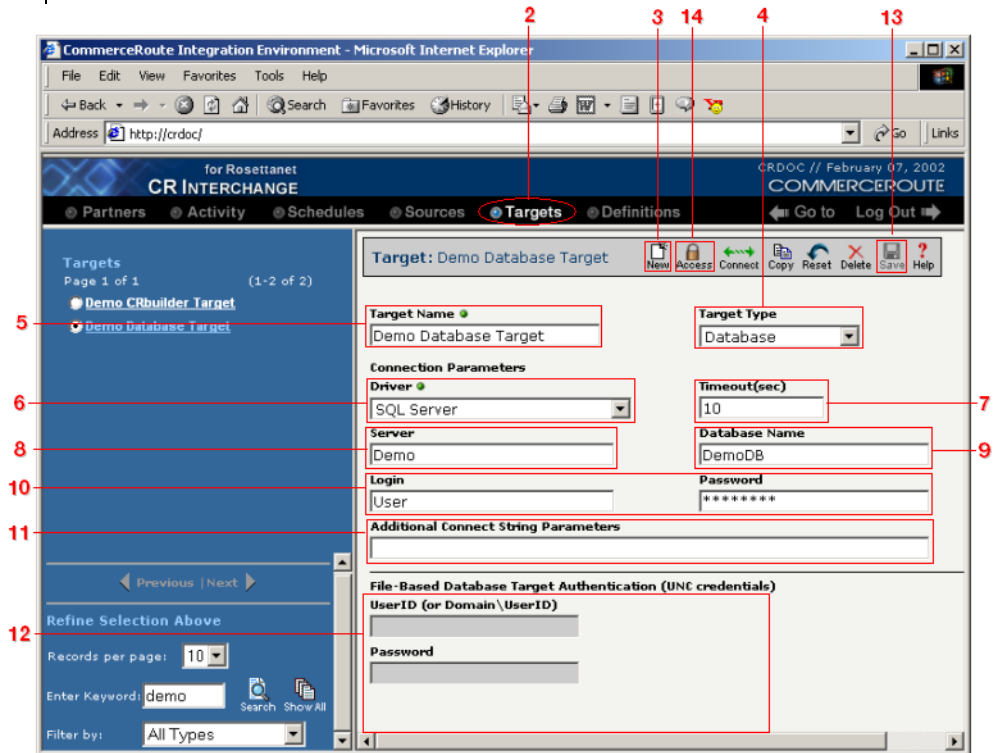 2 3 14 4 13
CommerceRoute Integration Environment - Microsoft Internet Explorer
File Edit View Favorites Tools Help
Back Search Favorites History
Address http://crdoc/ Go Links
for Rosettanet
CR INTERCHANGE
CRDOC // February 07, 2002
COMMERCEROUTE
Partners Activity Schedules Sources Targets Definitions Go to Log Out
Targets
Page 1 of 1 (1-2 of 2)
Demo CRbuilder Target
Demo Database Target
Target: Demo Database Target
New Access Connect Copy Reset Delete Save Help
5 Target Name
Demo Database Target
Target Type
Database
Connection Parameters
6 Driver
SQL Server
Timeout(sec) 7
10
8 Server
Demo
Database Name 9
DemoDB
10 Login
User
Password
********
11 Additional Connect String Parameters
File-Based Database Target Authentication (UNC credentials)
12 UserID (or Domain\UserID)
Password
Previous | Next
Refine Selection Above
Records per page: 10
Enter Keyword: demo Search Show All
Filter by: All Types